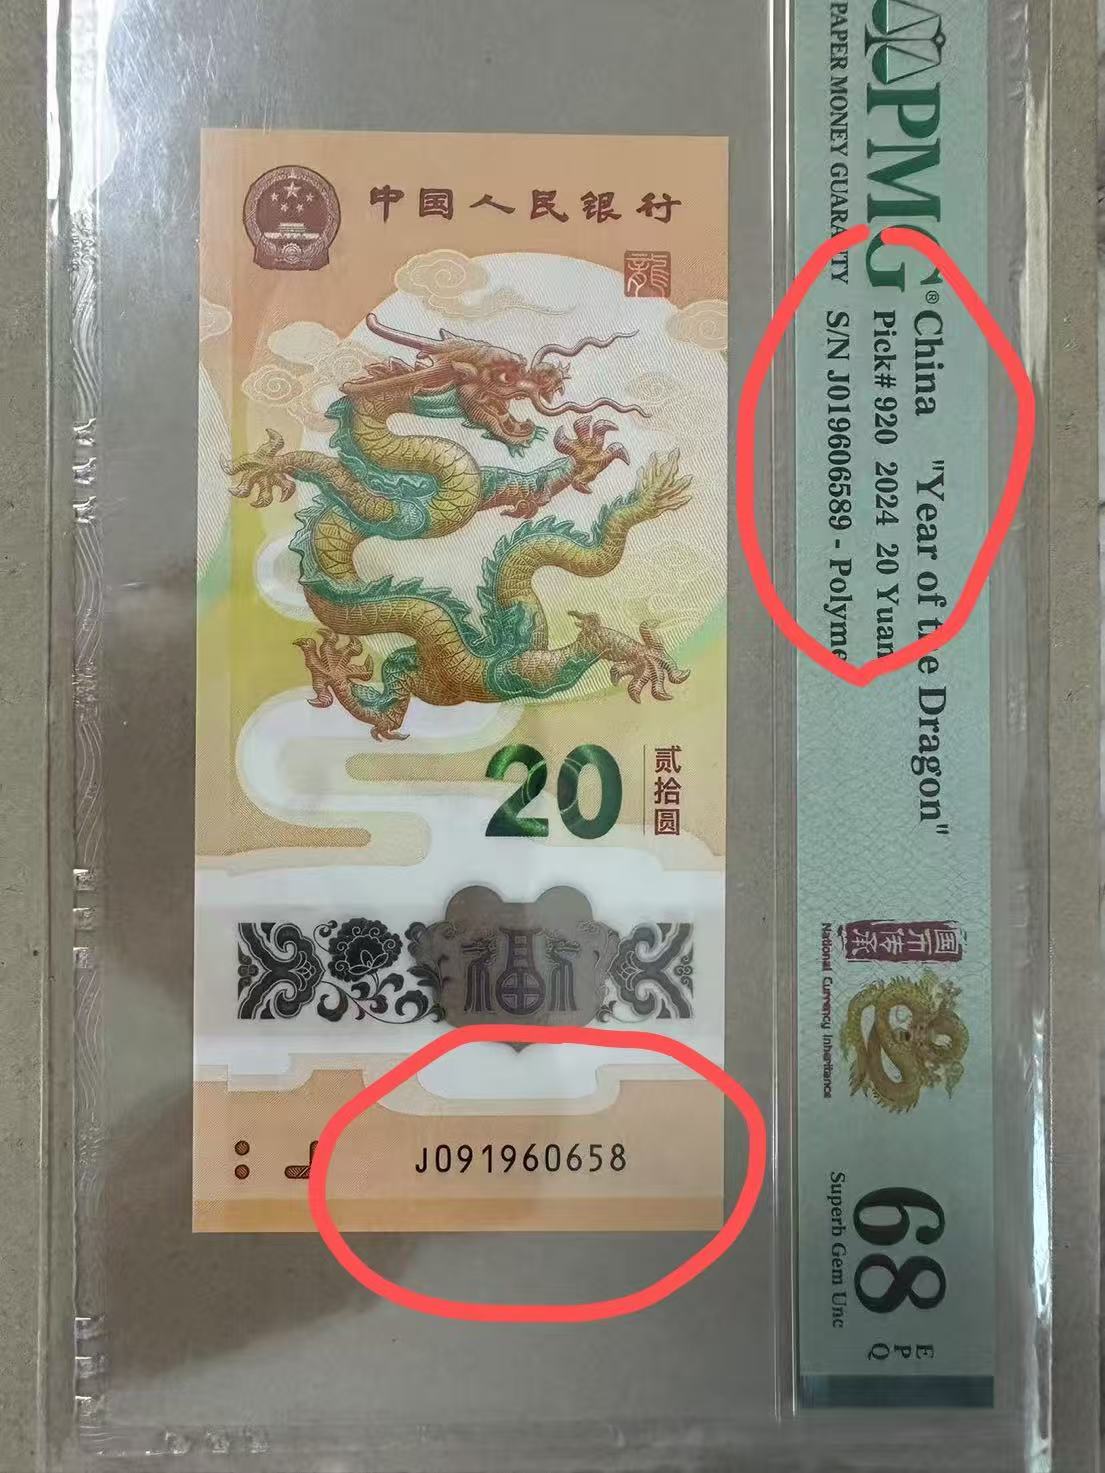 中国人民银行
龍
20
贰拾圆
福
J091960658
PMG®
PAPER MONEY GUARANTY
China "Year of the Dragon"
Pick# 920 2024 20 Yuan
S/N J019606589 - Polyme
国币传承
National Currency Inheritance
68
EPQ
Superb Gem Unc